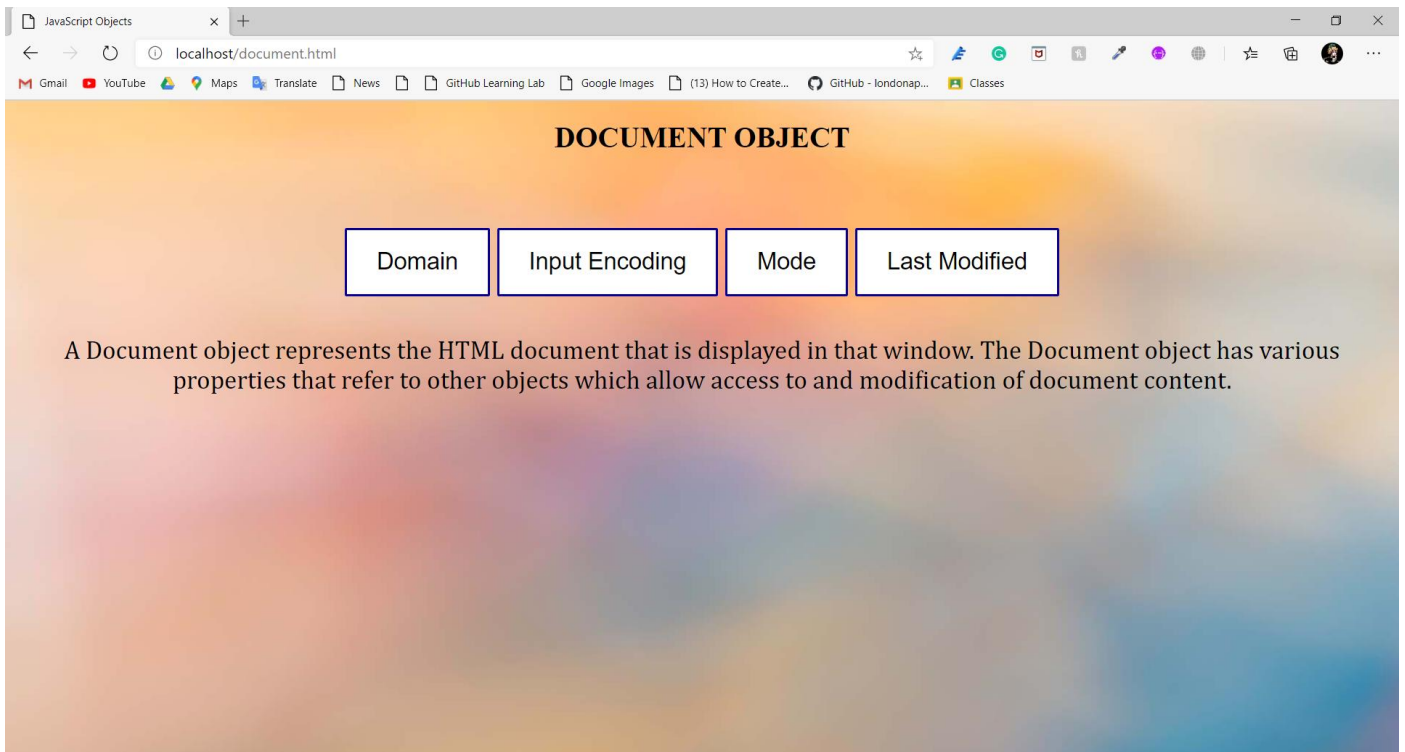 JavaScript Objects
localhost/document.html
Gmail YouTube Maps Translate News GitHub Learning Lab Google Images (13) How to Create... GitHub - londonap... Classes
DOCUMENT OBJECT
Domain Input Encoding Mode Last Modified
A Document object represents the HTML document that is displayed in that window. The Document object has various
properties that refer to other objects which allow access to and modification of document content.